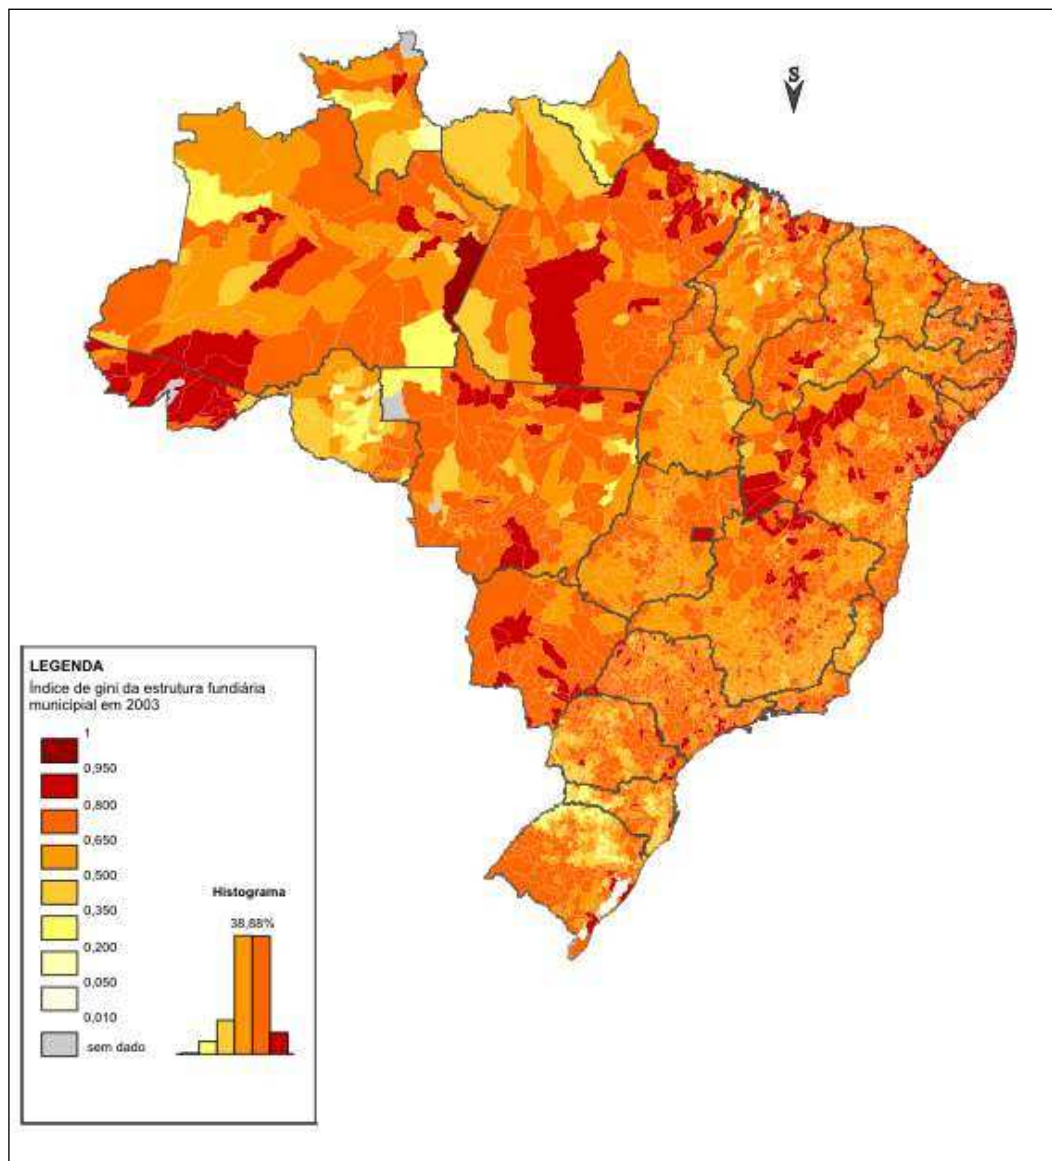 S
LEGENDA
Índice de gini da estrutura fundiária
municipial em 2003
1
0,950
0,800
0,650
0,500
0,350
0,200
0,050
0,010
sem dado
Histograma
38,88%